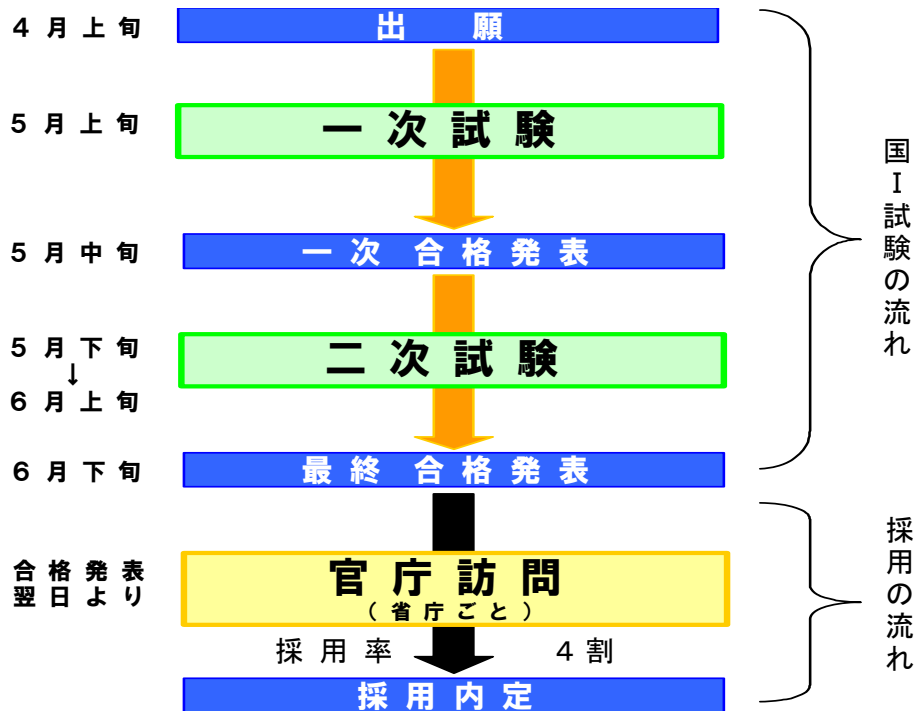 4月上旬
出願
5月上旬
一次試験
5月中旬
一次 合格発表
5月下旬
↓
6月上旬
二次試験
6月下旬
最終 合格発表
国Ⅰ試験の流れ
合格発表
翌日より
官庁訪問
(省庁ごと)
採用率 4割
採用内定
採用の流れ